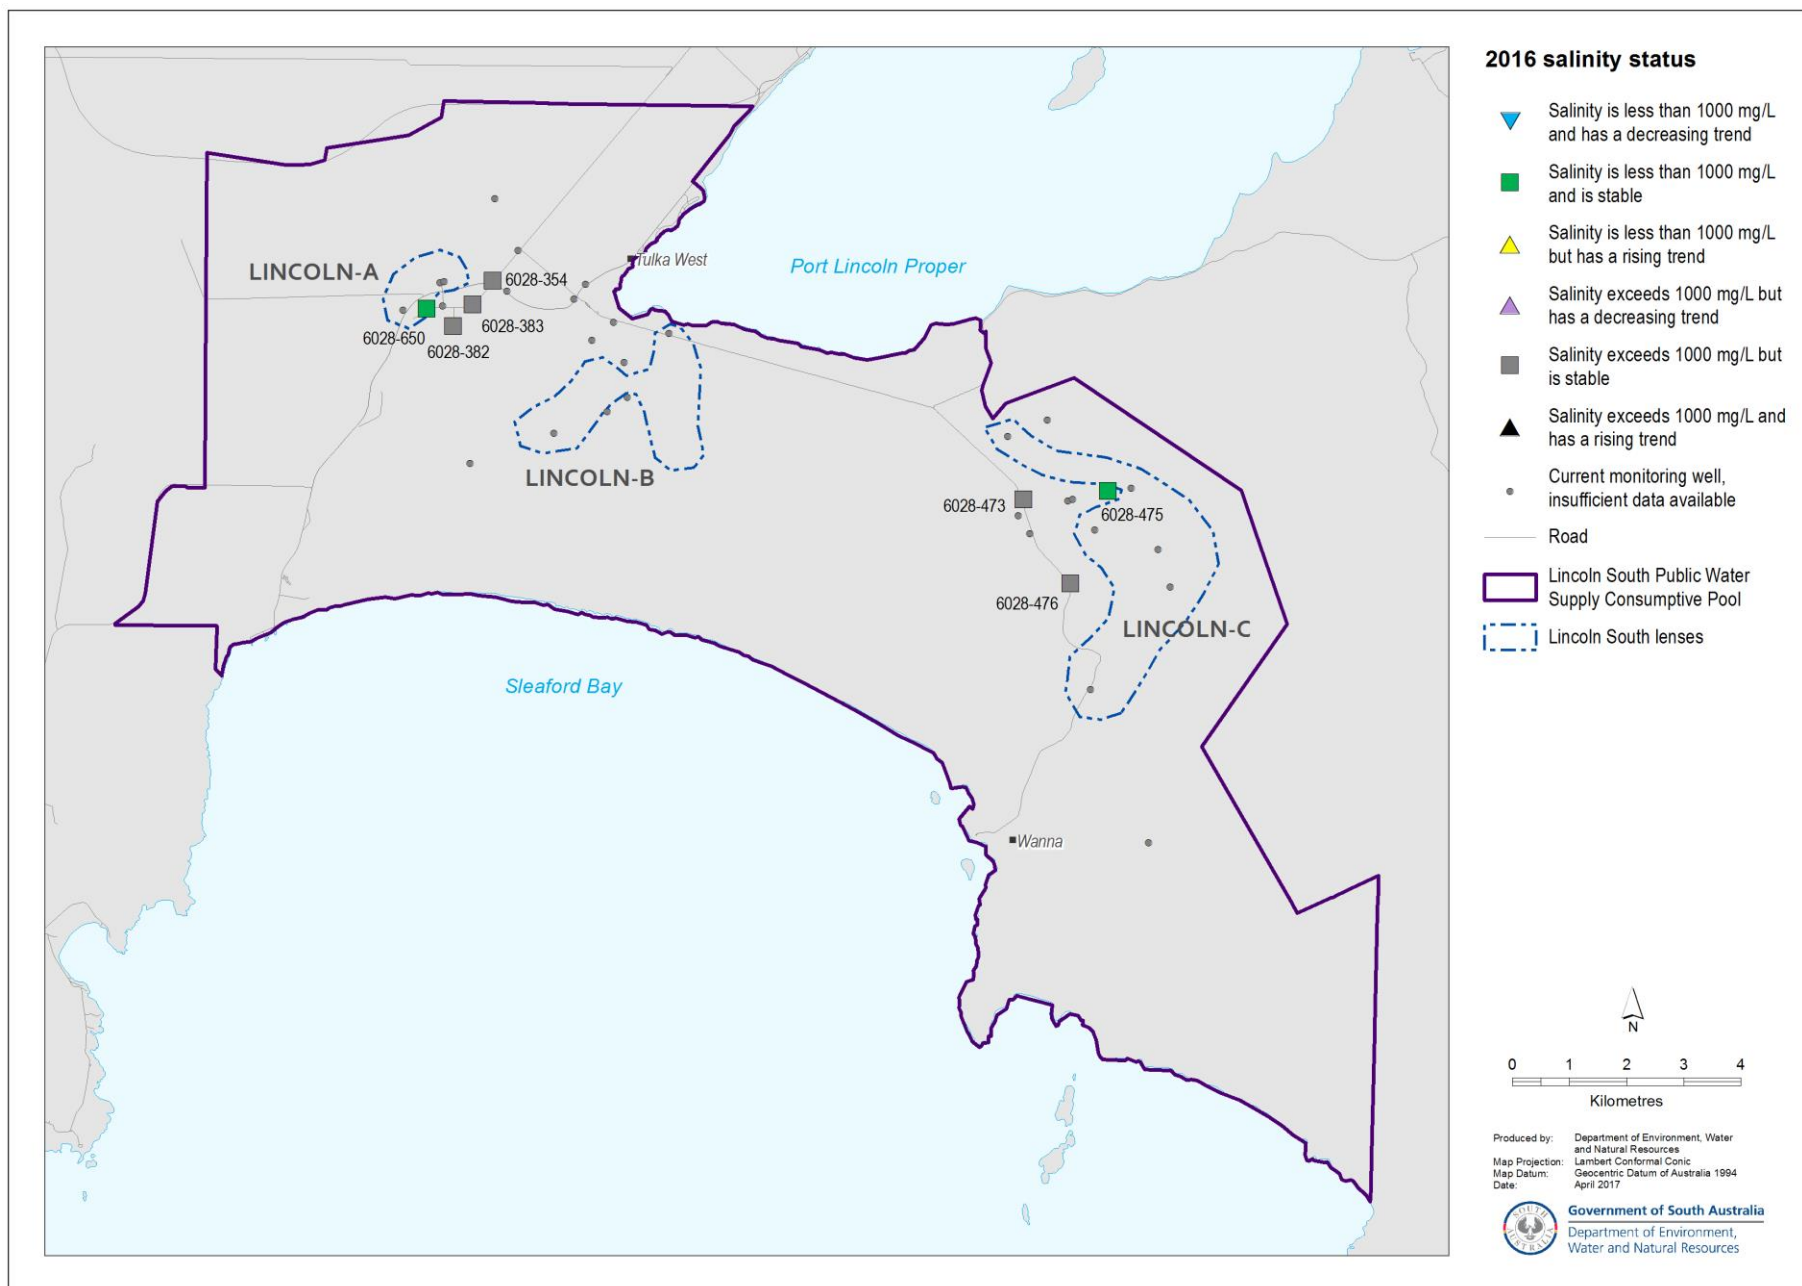 LINCOLN-A
6028-354
Tulka West
Port Lincoln Proper
6028-383
6028-650
6028-382
LINCOLN-B
6028-473
6028-475
6028-476
LINCOLN-C
Sleaford Bay
Wanna
2016 salinity status
Salinity is less than 1000 mg/L
and has a decreasing trend
Salinity is less than 1000 mg/L
and is stable
Salinity is less than 1000 mg/L
but has a rising trend
Salinity exceeds 1000 mg/L but
has a decreasing trend
Salinity exceeds 1000 mg/L but
is stable
Salinity exceeds 1000 mg/L and
has a rising trend
Current monitoring well,
insufficient data available
Road
Lincoln South Public Water
Supply Consumptive Pool
Lincoln South lenses
N
0 1 2 3 4
Kilometres
Produced by: Department of Environment, Water
and Natural Resources
Map Projection: Lambert Conformal Conic
Map Datum: Geocentric Datum of Australia 1994
Date: April 2017
SOUTH
AUSTRALIA
Government of South Australia
Department of Environment,
Water and Natural Resources